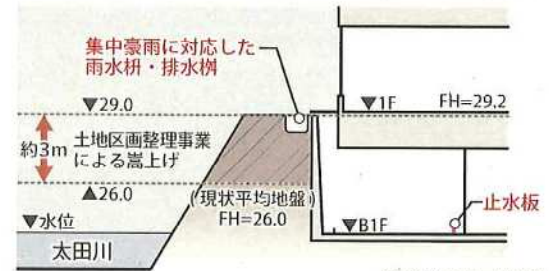 集中豪雨に対応した
雨水枡・排水桝
▼29.0
▼1F FH=29.2
約3m
土地区画整理事業
による嵩上げ
▲26.0
(現状平均地盤)
FH=26.0
止水板
▼水位
▼B1F
太田川